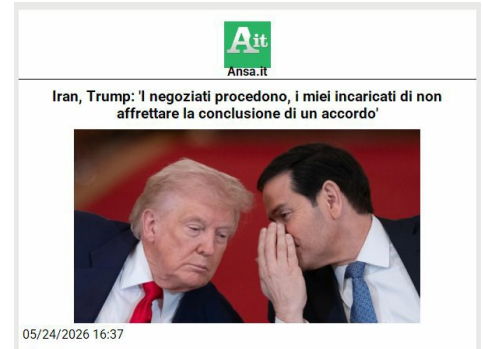 Ait
Ansa.it
Iran, Trump: 'I negoziati procedono, i miei incaricati di non
affrettare la conclusione di un accordo'
05/24/2026 16:37